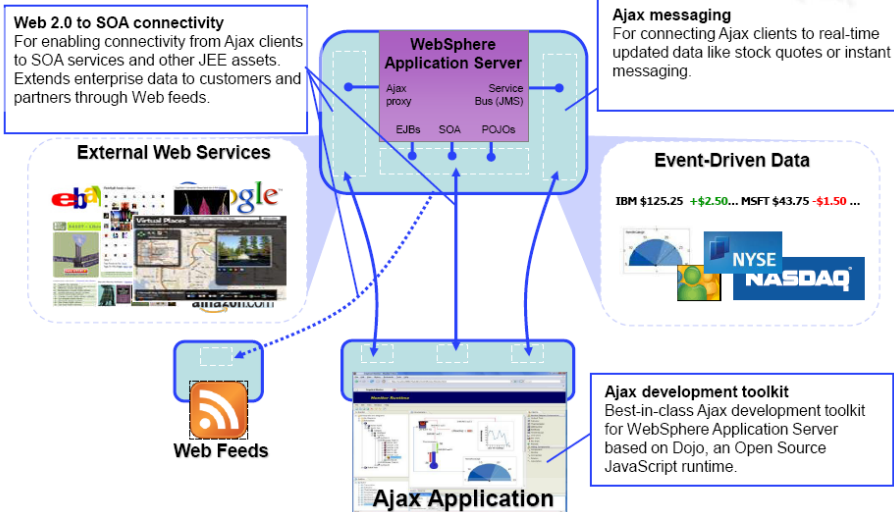 Web 2.0 to SOA connectivity
For enabling connectivity from Ajax clients
to SOA services and other JEE assets.
Extends enterprise data to customers and
partners through Web feeds.
WebSphere
Application Server
Ajax
proxy
Service
Bus (JMS)
EJBs SOA POJOs
Ajax messaging
For connecting Ajax clients to real-time
updated data like stock quotes or instant
messaging.
External Web Services
Virtual Places
amazon.com
Event-Driven Data
IBM $125.25 +$2.50... MSFT $43.75 -$1.50 ...
NYSE
NASDAQ
Web Feeds
Ajax Application
Ajax development toolkit
Best-in-class Ajax development toolkit
for WebSphere Application Server
based on Dojo, an Open Source
JavaScript runtime.